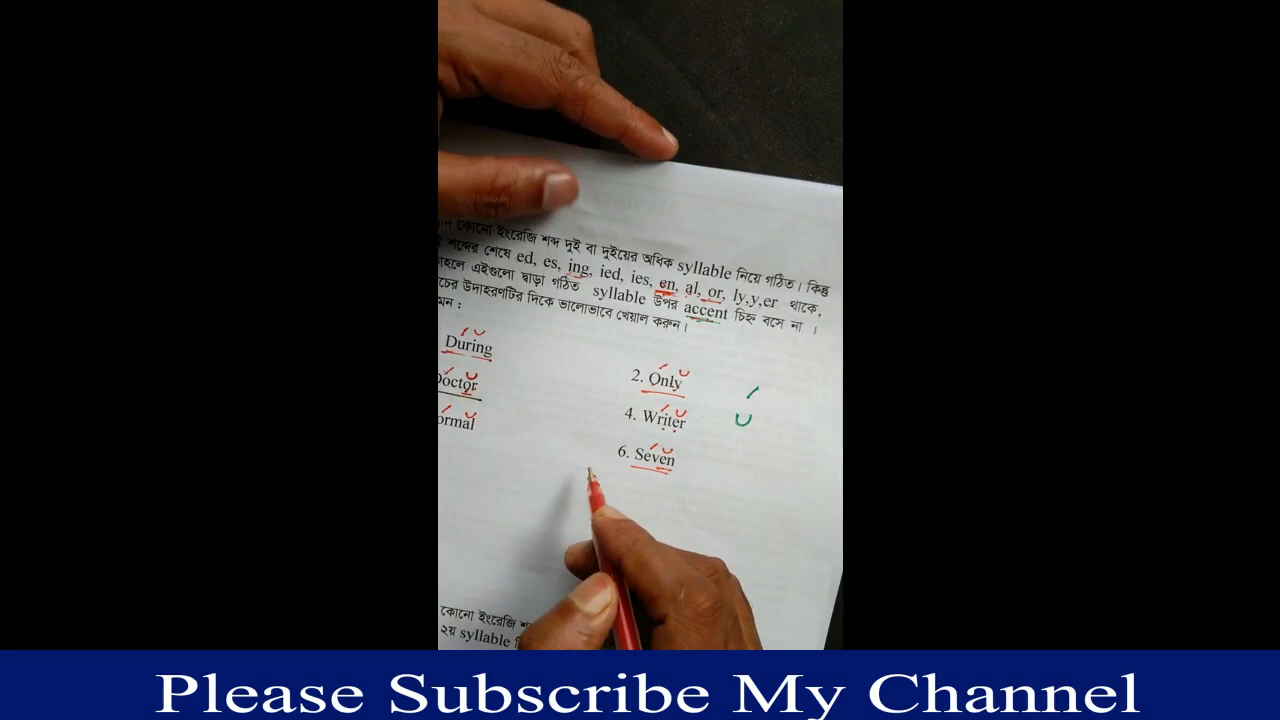 কোনো ইংরেজি শব্দ দুই বা দুইয়ের অধিক syllable নিয়ে গঠিত। কিন্তু
শব্দের শেষে ed, es, ing, ied, ies, en, al, or, ly,y,er থাকে,
এইগুলো দ্বারা গঠিত syllable উপর accent চিহ্ন বসে না ।
উদাহরণটির দিকে ভালোভাবে খেয়াল করুন।
During
2. Only
Doctor
4. Writer
ormal
6. Seven
কোনো ইংরেজি
২য় syllable
Please Subscribe My Channel